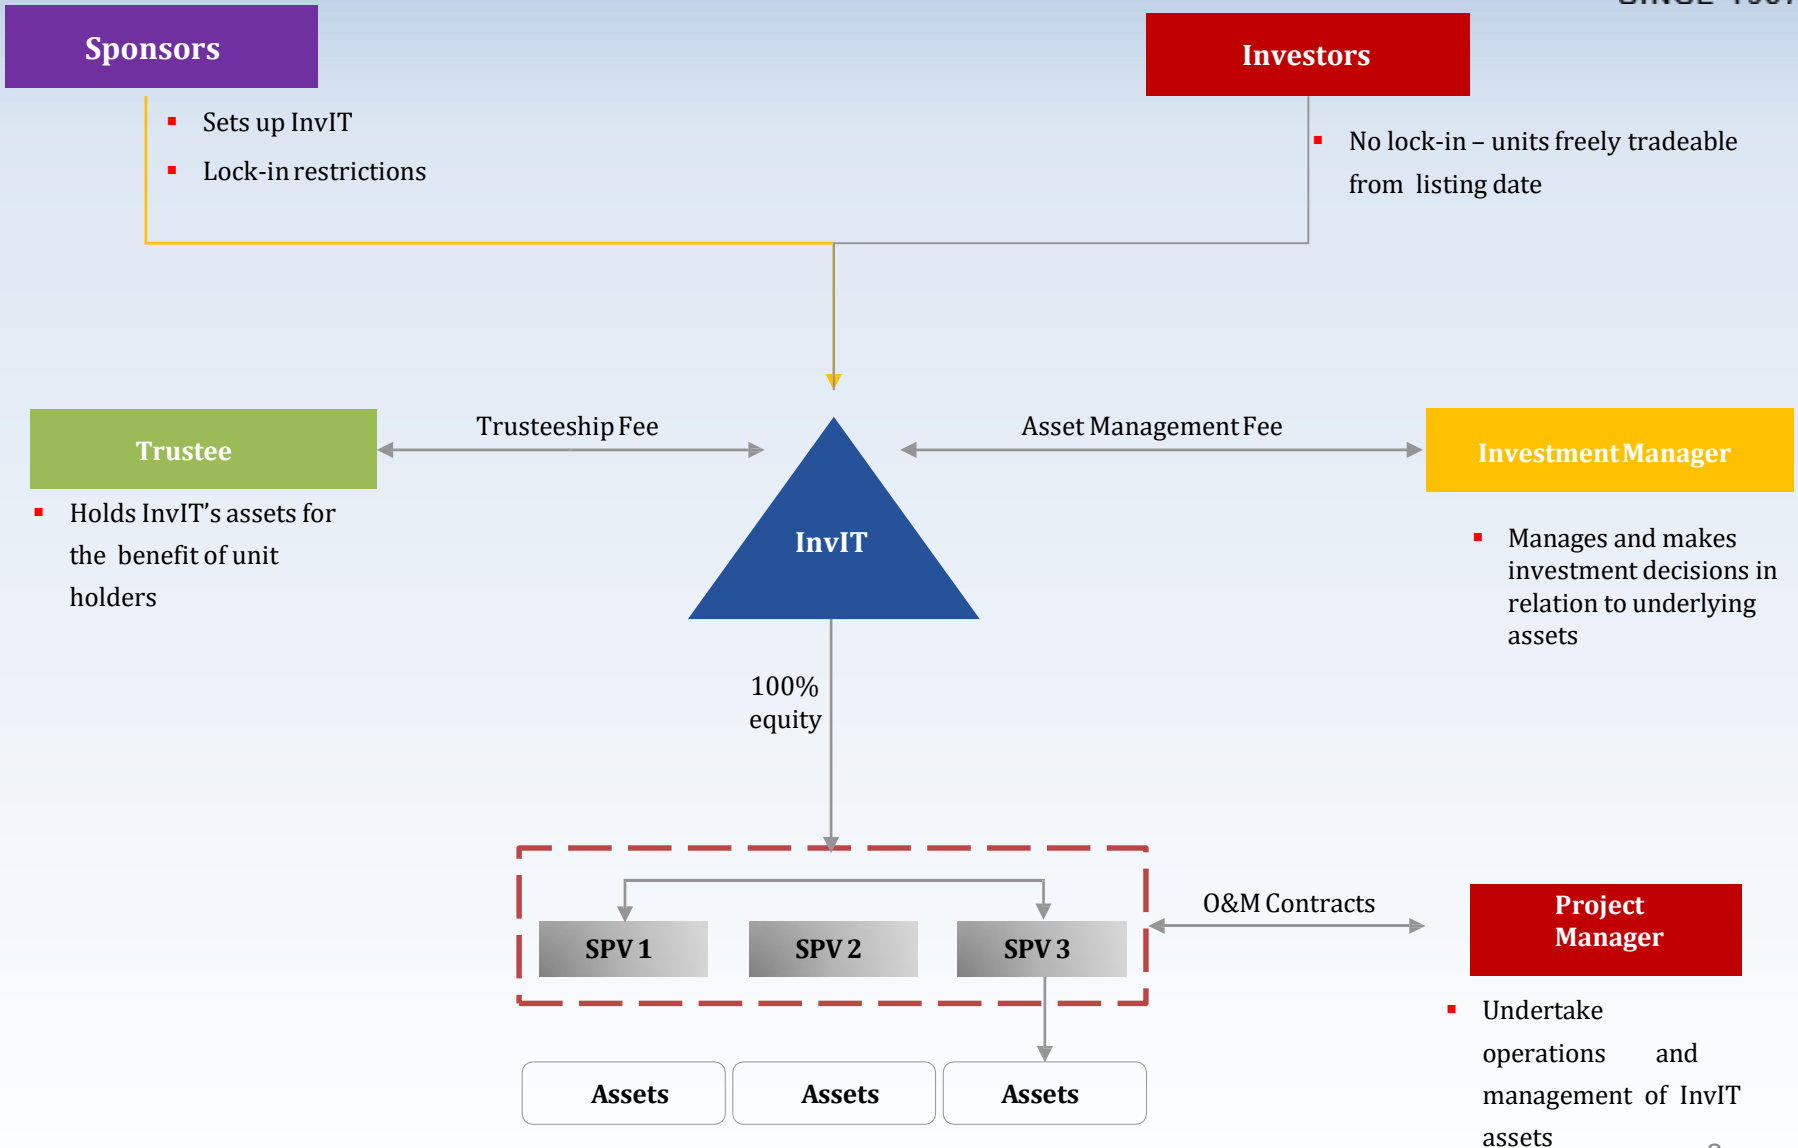 Sponsors
Investors
▪ Sets up InvIT
▪ Lock-in restrictions
▪ No lock-in – units freely tradeable
from listing date
Trustee
Trusteeship Fee
Asset Management Fee
Investment Manager
▪ Holds InvIT’s assets for
the benefit of unit
holders
InvIT
▪ Manages and makes
investment decisions in
relation to underlying
assets
100%
equity
SPV 1
SPV 2
SPV 3
O&M Contracts
Project
Manager
▪ Undertake
operations and
management of InvIT
assets
Assets
Assets
Assets